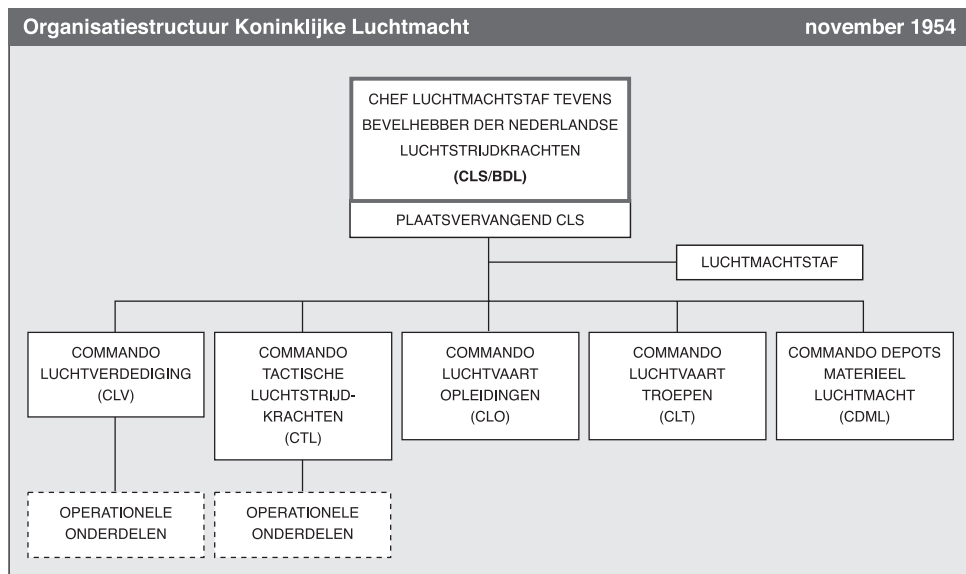 Organisatiestructuur Koninklijke Luchtmacht november 1954
CHEF LUCHTMACHTSTAF TEVENS
BEVELHEBBER DER NEDERLANDSE
LUCHTSTRIJDKRACHTEN
(CLS/BDL)
PLAATSVERVANGEND CLS
LUCHTMACHTSTAF
COMMANDO
LUCHTVERDEDIGING
(CLV)
COMMANDO
TACTISCHE
LUCHTSTRIJD-
KRACHTEN
(CTL)
COMMANDO
LUCHTVAART
OPLEIDINGEN
(CLO)
COMMANDO
LUCHTVAART
TROEPEN
(CLT)
COMMANDO DEPOTS
MATERIEEL
LUCHTMACHT
(CDML)
OPERATIONELE
ONDERDELEN
OPERATIONELE
ONDERDELEN